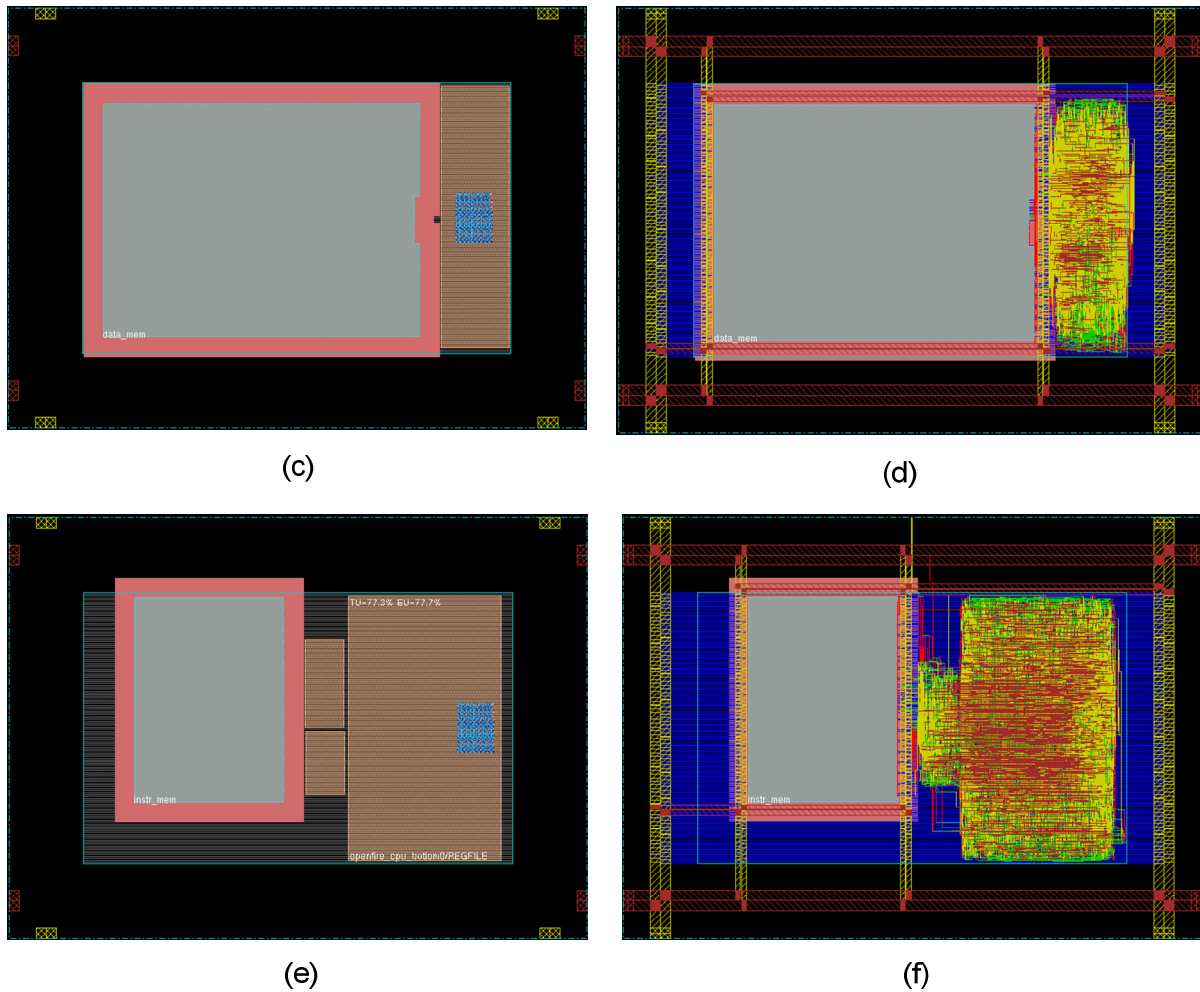 data_mem
data_mem
(c)
(d)
TU=77.3% EU=77.7%
instr_mem
openfire_cpu_bottom0/REGFILE
instr_mem
(e)
(f)